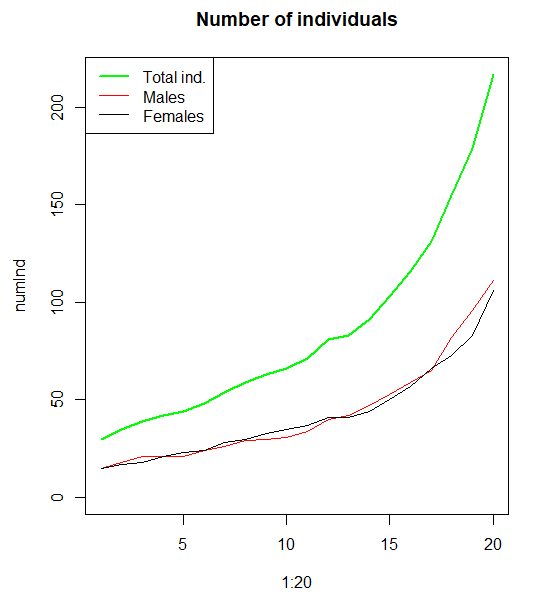 Number of individuals
Total ind.
Males
Females
numInd
200
150
100
50
0
5 10 15 20
1:20